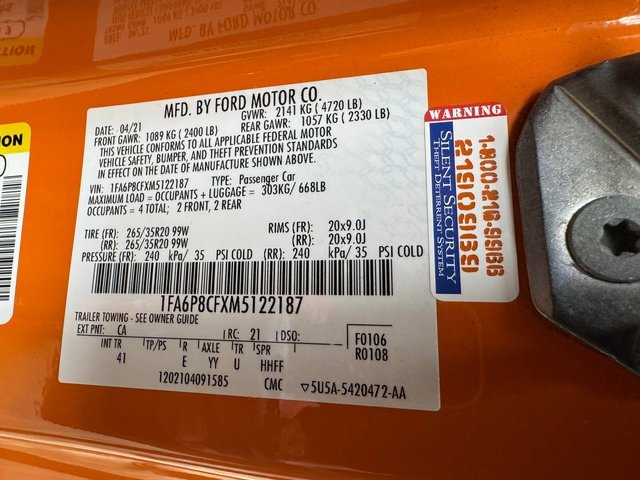 MFD. BY FORD MOTOR CO.
DATE: 04/21 GVWR: 2141 KG ( 4720 LB)
FRONT GAWR: 1089 KG ( 2400 LB) REAR GAWR: 1057 KG ( 2330 LB)
THIS VEHICLE CONFORMS TO ALL APPLICABLE FEDERAL MOTOR
VEHICLE SAFETY, BUMPER, AND THEFT PREVENTION STANDARDS
IN EFFECT ON THE DATE OF MANUFACTURE SHOWN ABOVE.
VIN: 1FA6P8CFXM5122187 TYPE: Passenger Car
MAXIMUM LOAD = OCCUPANTS + LUGGAGE = 303KG/ 668LB
OCCUPANTS = 4 TOTAL; 2 FRONT, 2 REAR
TIRE (FR): 265/35R20 99W RIMS (FR): 20x9.0J
(RR): 265/35R20 99W (RR): 20x9.0J
PRESSURE (FR): 240 kPa/ 35 PSI COLD (RR): 240 kPa/ 35 PSI COLD
1FA6P8CFXM5122187
TRAILER TOWING - SEE OWNER GUIDE
EXT PNT: CA RC: 21 DSO: F0106
R0108
INT TR TP/PS R AXLE TR SPR
41 E YY U HHFF
1202104091585 CMC 5U5A-5420472-AA
WARNING
SILENT SECURITY
THEFT DETERRENT SYSTEM
CAUTION